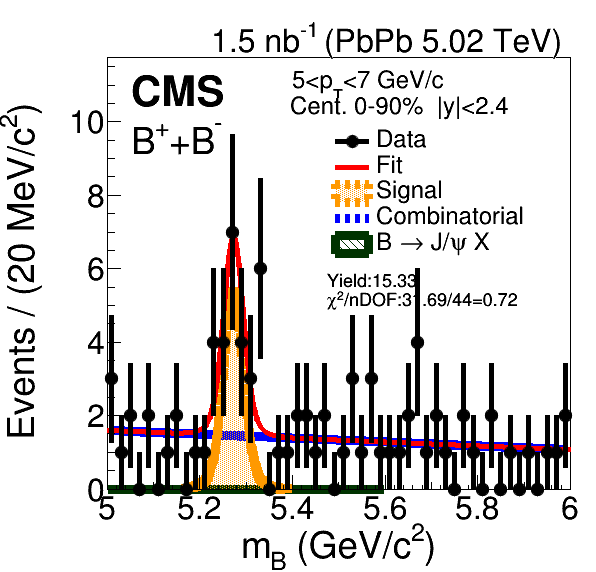 1.5 nb⁻¹ (PbPb 5.02 TeV)
CMS
B⁺+B⁻
5<p_T<7 GeV/c
Cent. 0-90% |y|<2.4
Data
Fit
Signal
Combinatorial
B → J/ψ X
Yield:15.33
χ²/nDOF:31.69/44=0.72
Events / (20 MeV/c²)
10
8
6
4
2
0
5 5.2 5.4 5.6 5.8 6
m_B (GeV/c²)